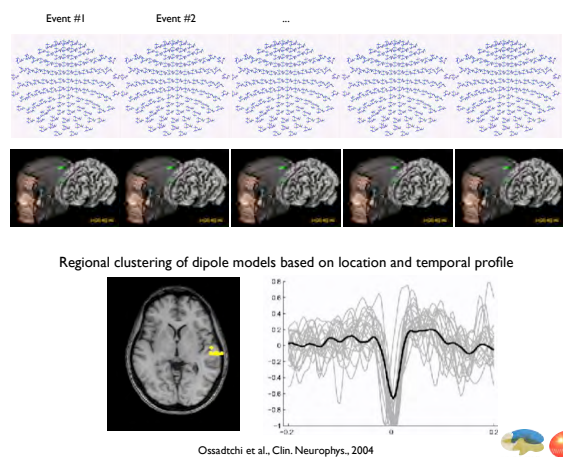 Event #1 Event #2 ...
Regional clustering of dipole models based on location and temporal profile
0.8
0.6
0.4
0.2
0
-0.2
-0.4
-0.6
-0.8
-1
-0.2 0 0.2
Ossadtchi et al., Clin. Neurophys., 2004